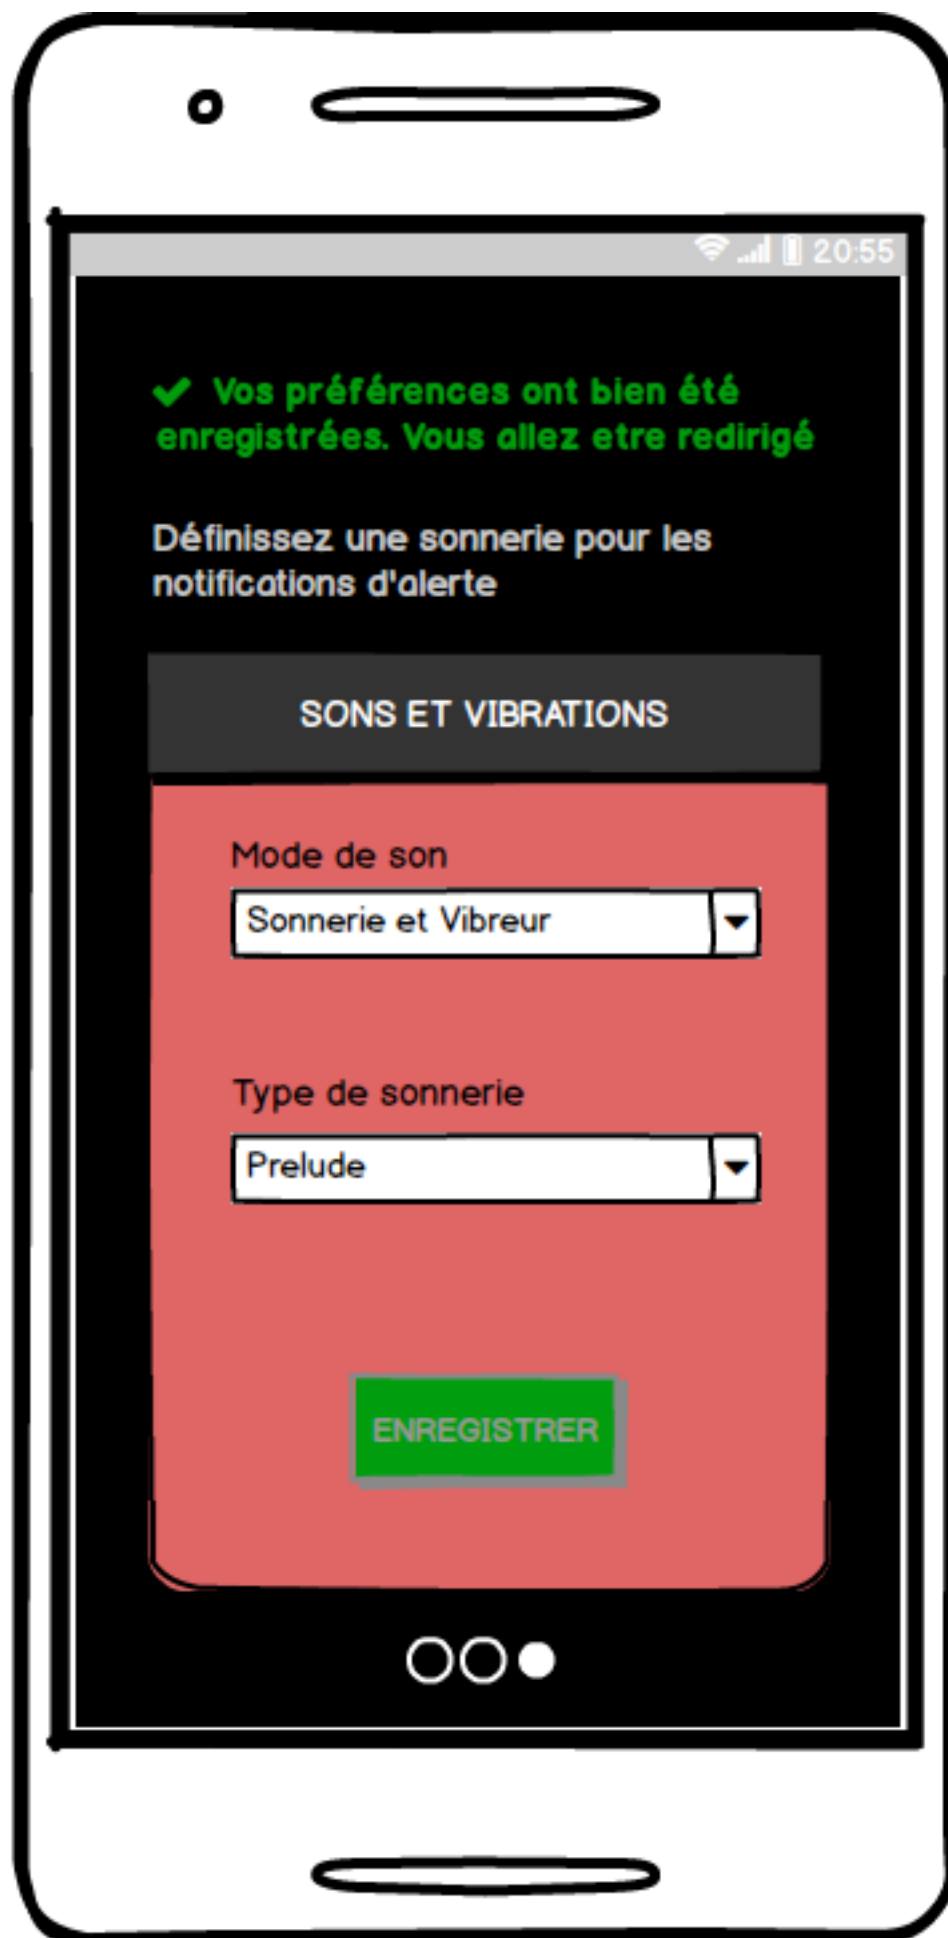 20:55
Vos préférences ont bien été
enregistrées. Vous allez etre redirigé
Définissez une sonnerie pour les
notifications d'alerte
SONS ET VIBRATIONS
Mode de son
Sonnerie et Vibreur
Type de sonnerie
Prelude
ENREGISTRER